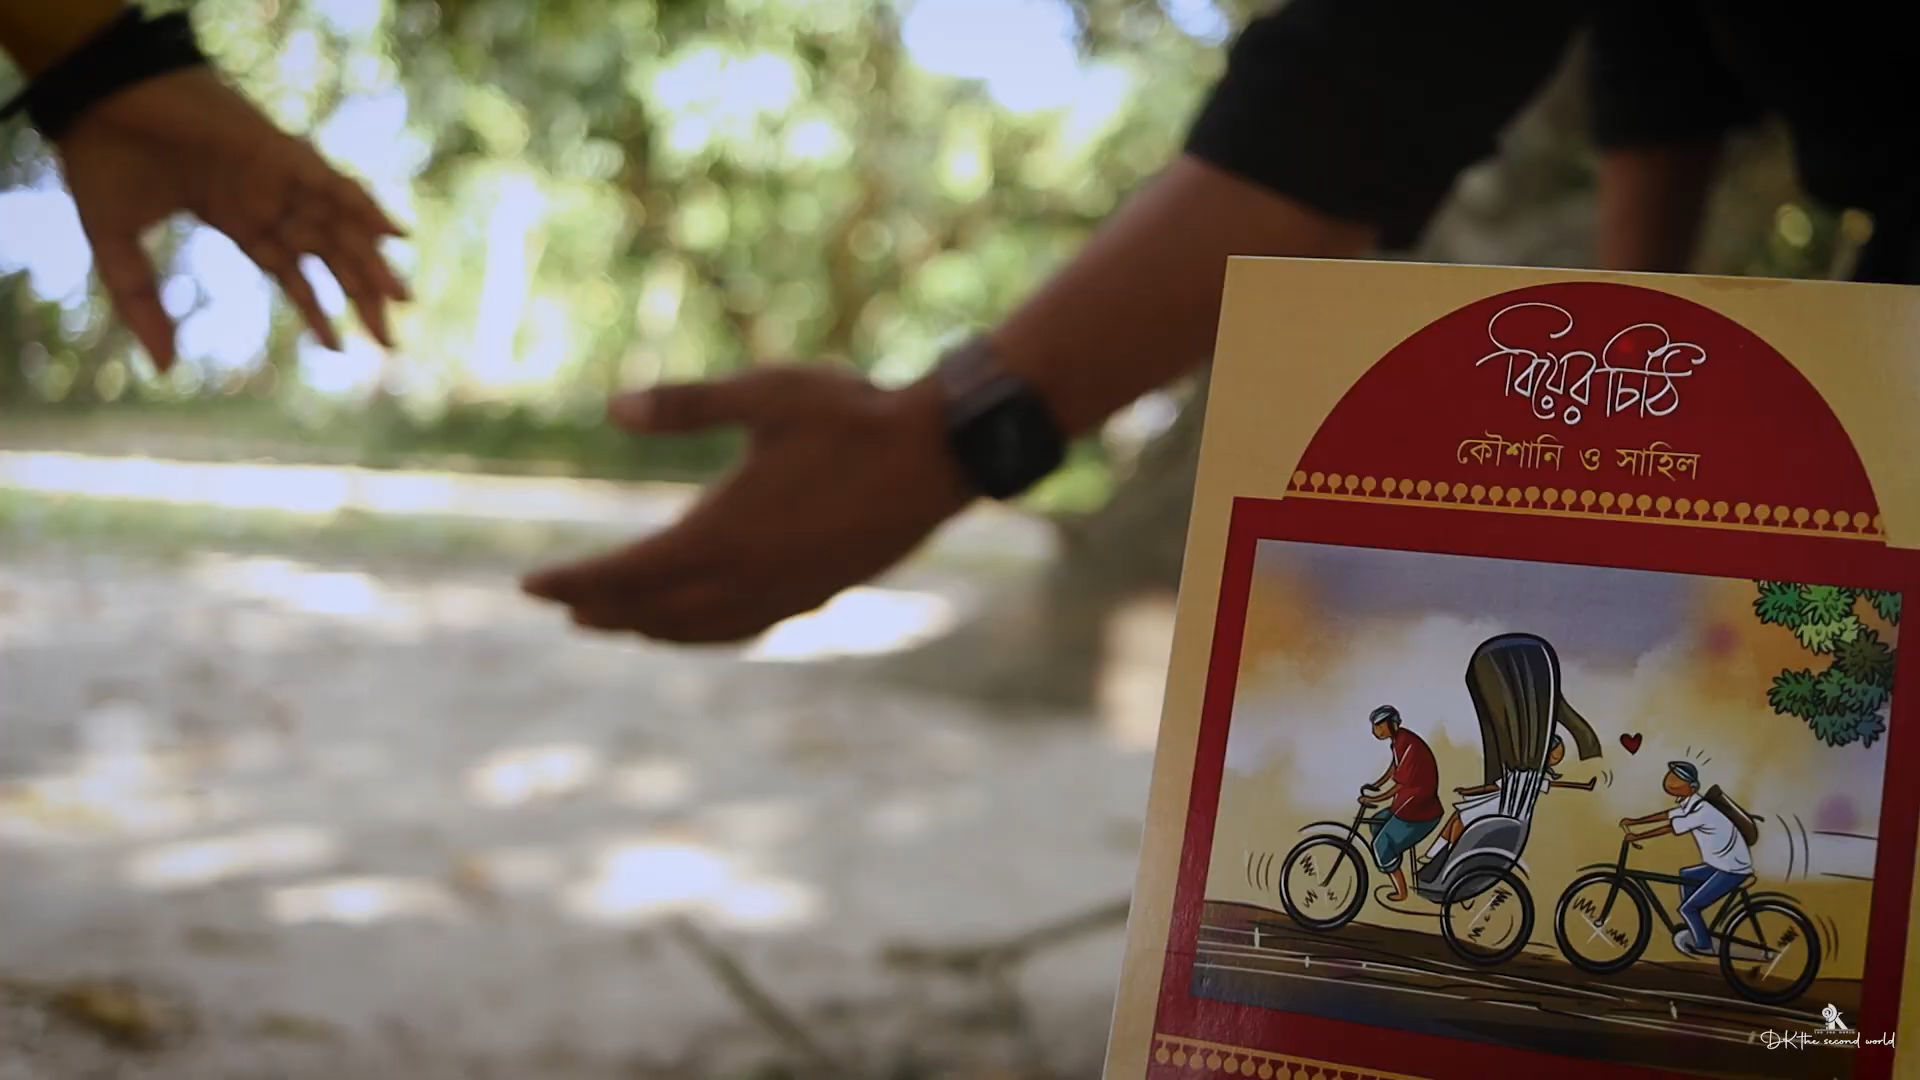 বিয়ের চিঠি
কৌশানি ও সাহিল
DK the second world